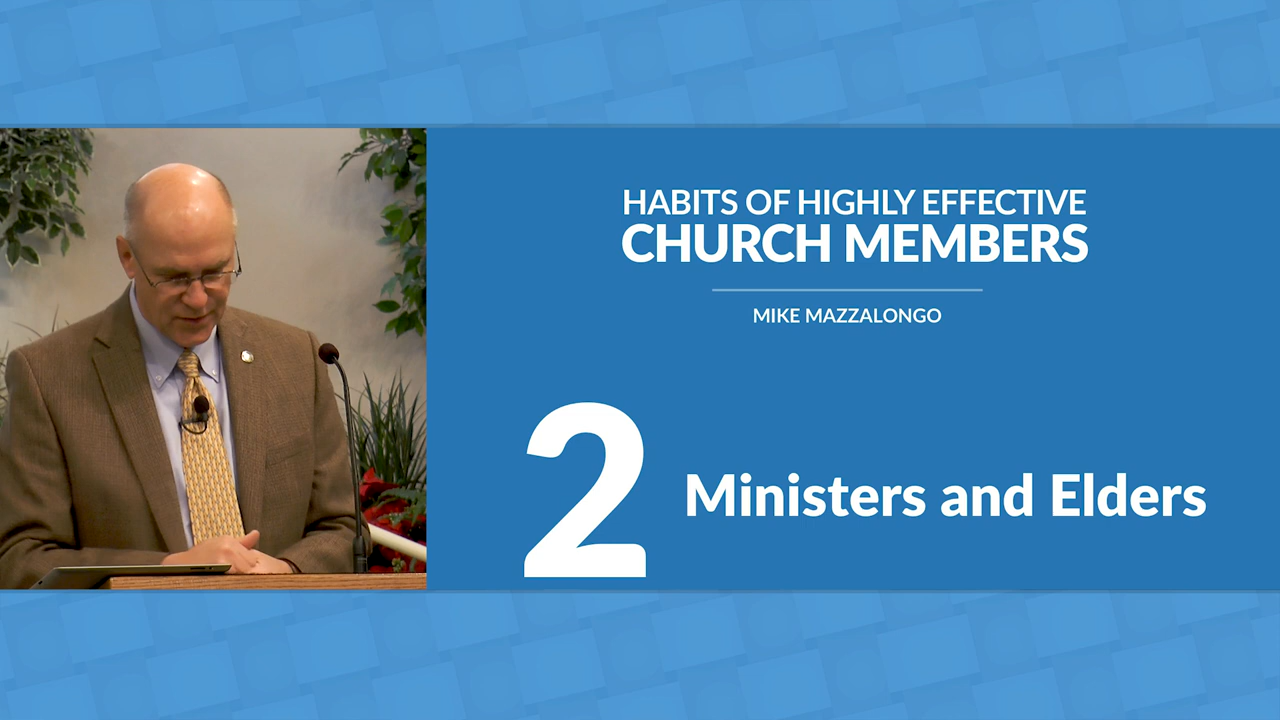 HABITS OF HIGHLY EFFECTIVE
CHURCH MEMBERS
MIKE MAZZALONGO
2
Ministers and Elders